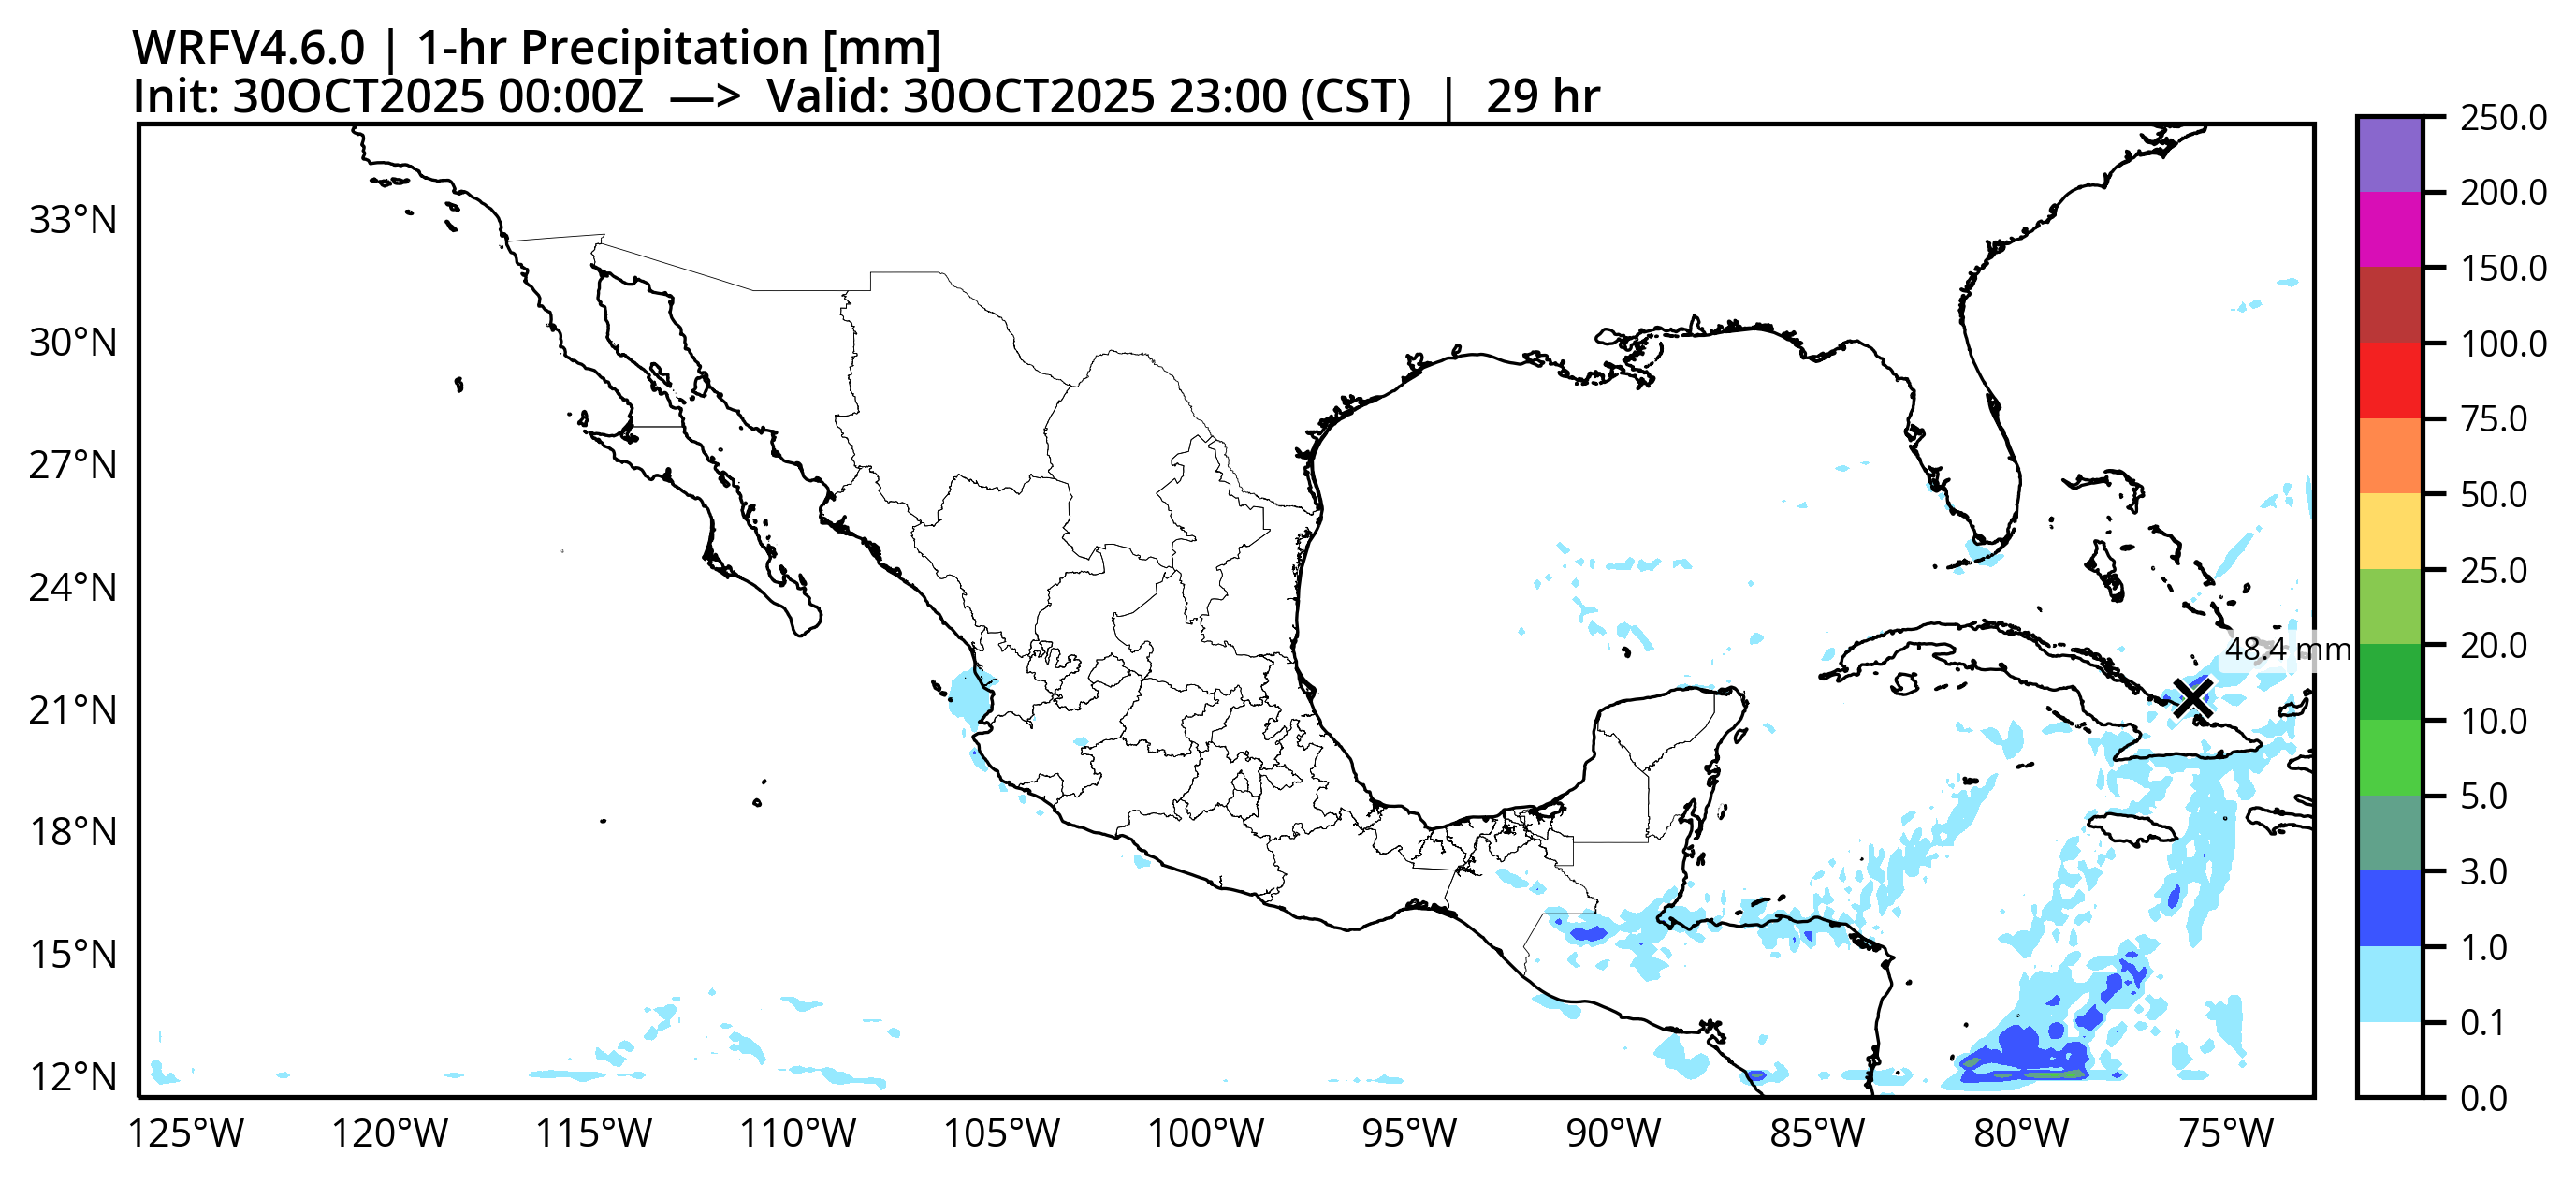 WRFV4.6.0 | 1-hr Precipitation [mm]
Init: 30OCT2025 00:00Z —> Valid: 30OCT2025 23:00 (CST) | 29 hr
250.0
200.0
150.0
100.0
75.0
50.0
25.0
20.0
10.0
5.0
3.0
1.0
0.1
0.0
33°N
30°N
27°N
24°N
21°N
18°N
15°N
12°N
48.4 mm
125°W 120°W 115°W 110°W 105°W 100°W 95°W 90°W 85°W 80°W 75°W